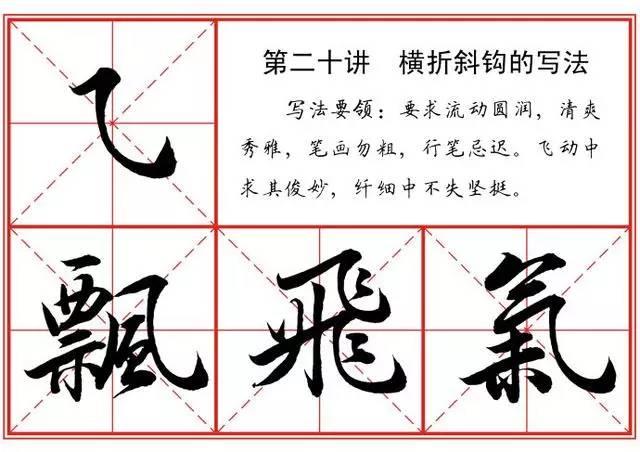 第二十讲 横折斜钩的写法
写法要领：要求流动圆润，清爽
秀雅，笔画勿粗，行笔忌迟。飞动中
求其俊妙，纤细中不失坚挺。
飄 飛 氣